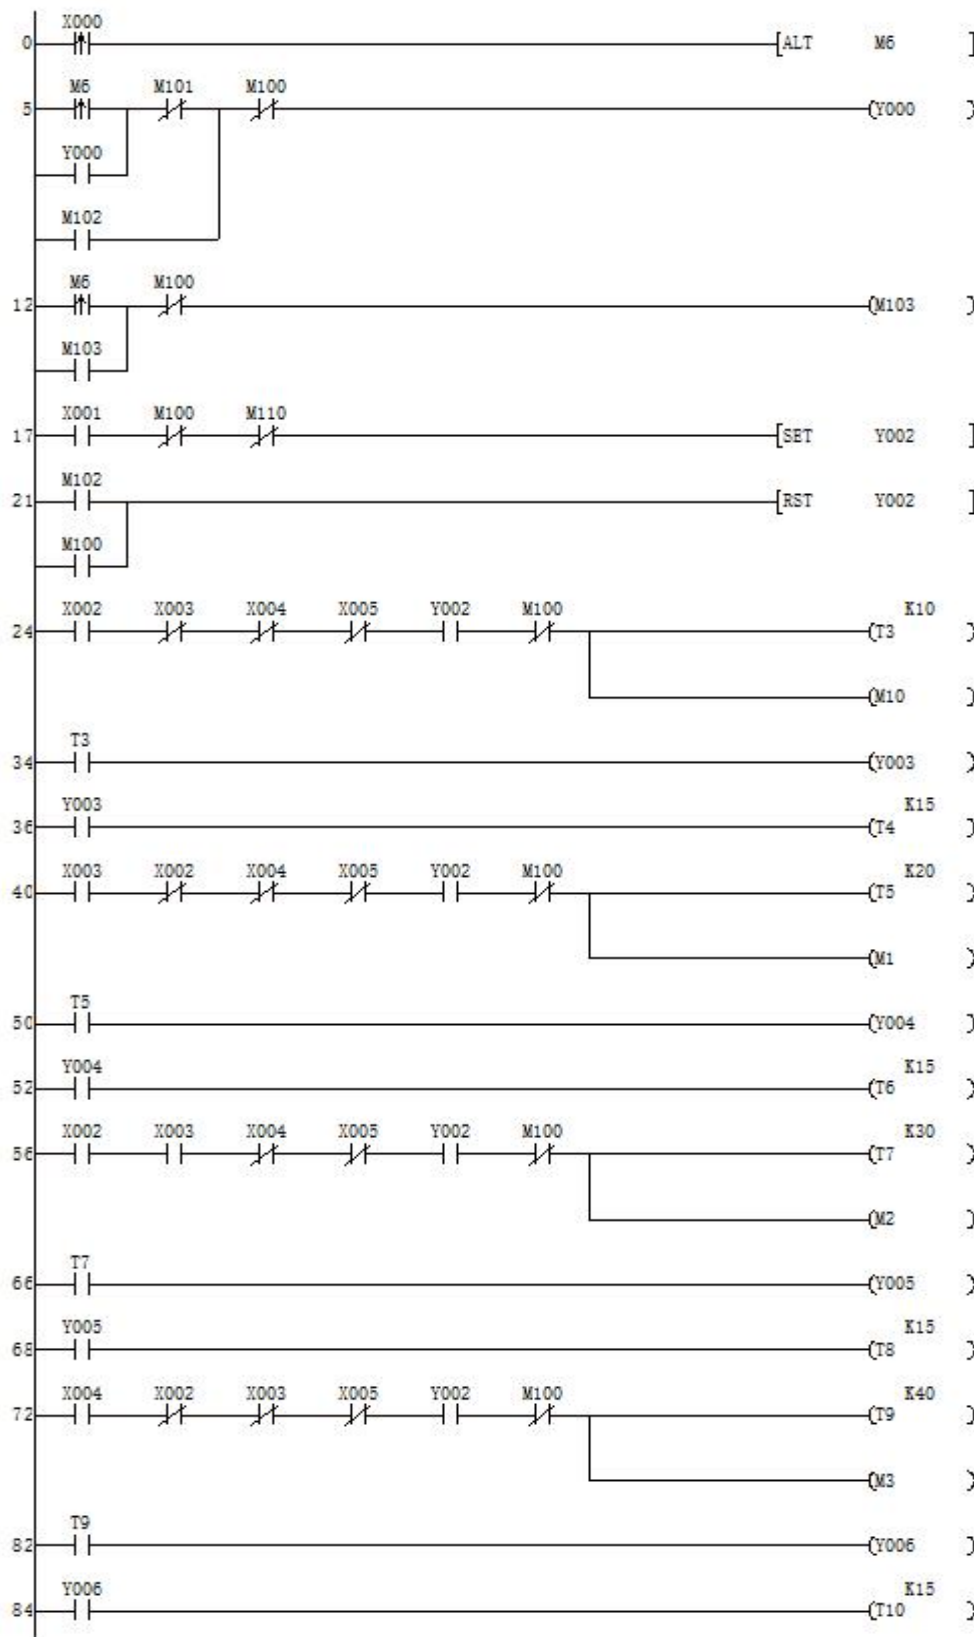 X000
0 [ALT M6 ]
M6 M101 M100
5 (Y000 )
Y000
M102
M6 M100
12 (M103 )
M103
X001 M100 M110
17 [SET Y002 ]
M102
21 [RST Y002 ]
M100
X002 X003 X004 X005 Y002 M100 K10
24 (T3 )
(M10 )
T3
34 (Y003 )
Y003 K15
36 (T4 )
X003 X002 X004 X005 Y002 M100 K20
40 (T5 )
(M1 )
T5
50 (Y004 )
Y004 K15
52 (T6 )
X002 X003 X004 X005 Y002 M100 K30
56 (T7 )
(M2 )
T7
66 (Y005 )
Y005 K15
68 (T8 )
X004 X002 X003 X005 Y002 M100 K40
72 (T9 )
(M3 )
T9
82 (Y006 )
Y006 K15
84 (T10 )